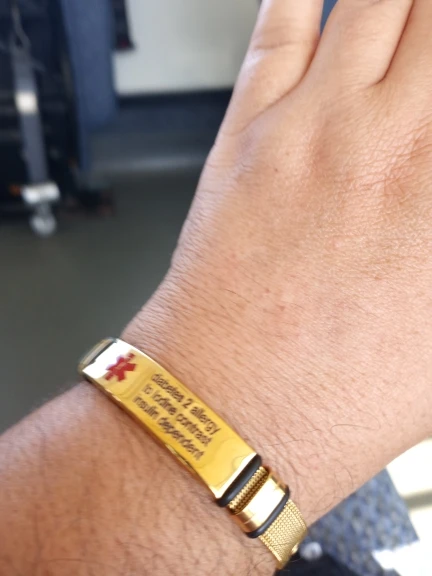 diabetes 2 allergy
to iodine contrast
insulin dependent